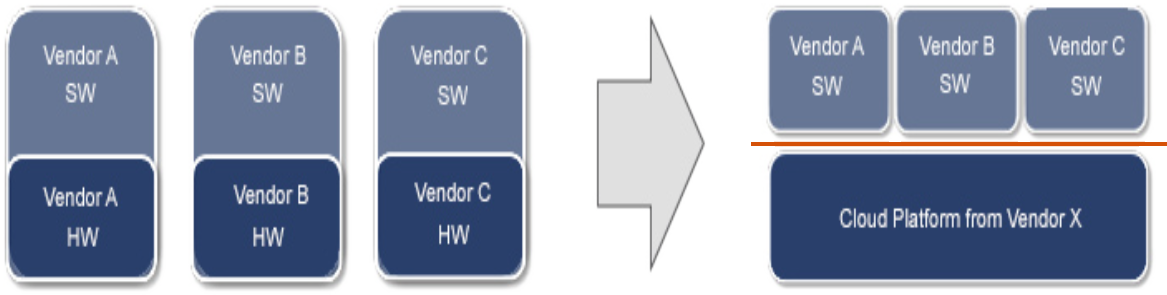 Vendor A
SW
Vendor A
HW
Vendor B
SW
Vendor B
HW
Vendor C
SW
Vendor C
HW
Vendor A
SW
Vendor B
SW
Vendor C
SW
Cloud Platform from Vendor X